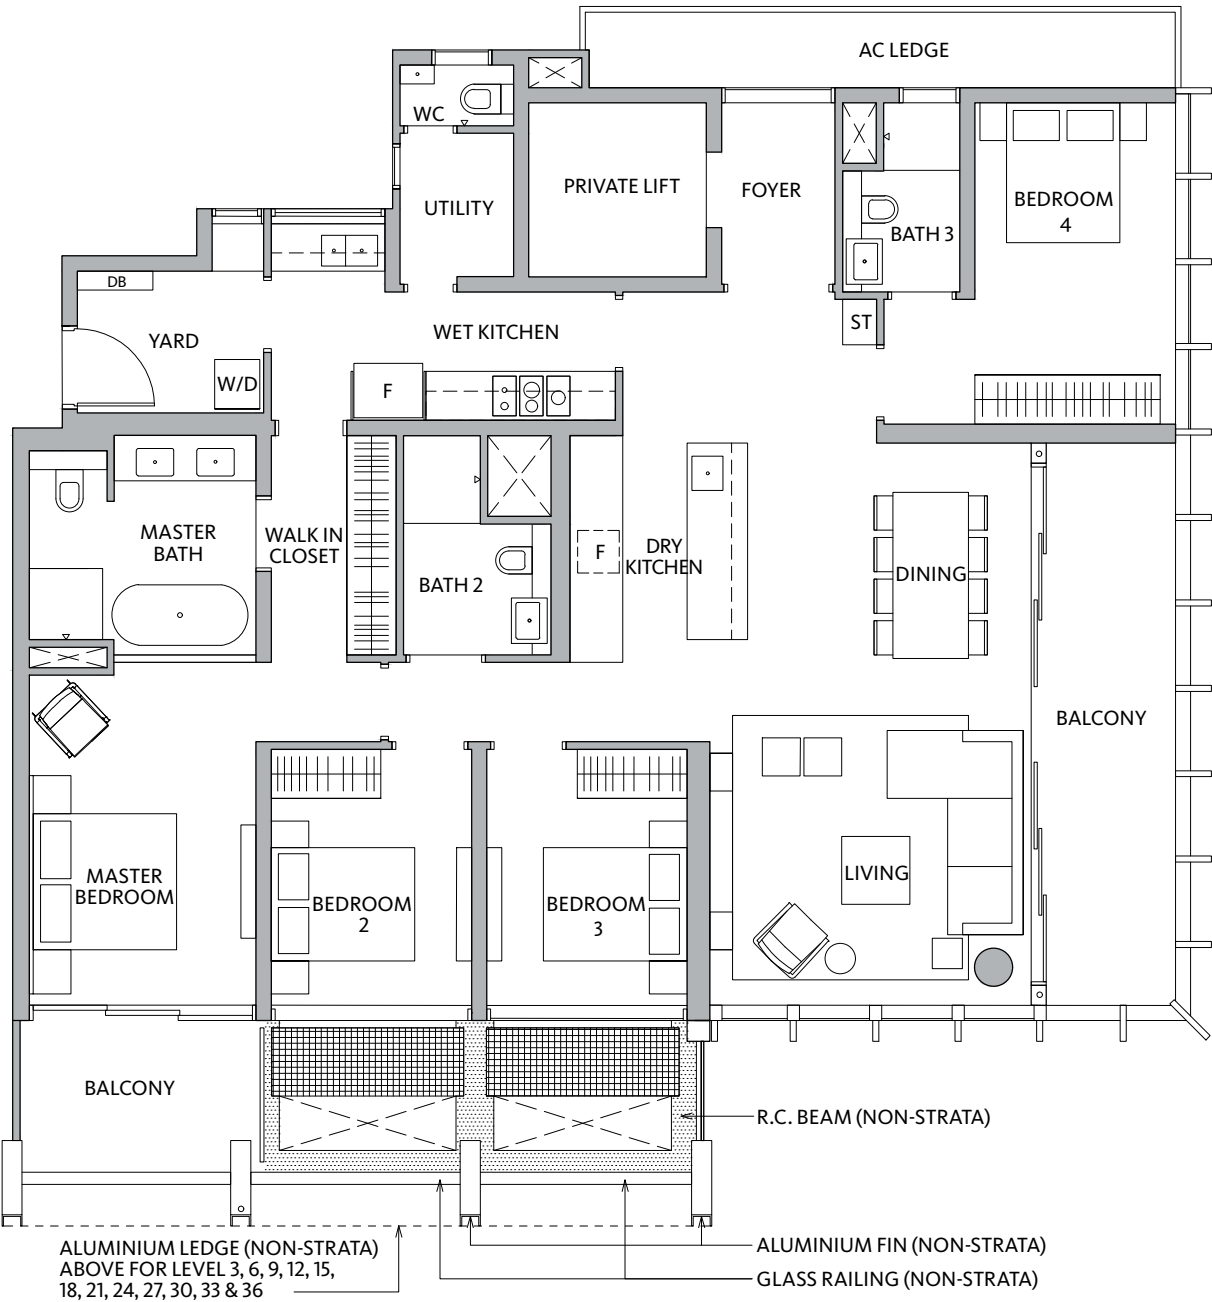 AC LEDGE
WC
PRIVATE LIFT
FOYER
UTILITY
BEDROOM
4
BATH 3
DB
YARD
WET KITCHEN
ST
W/D
F
MASTER
BATH
WALK IN
CLOSET
BATH 2
F
DRY
KITCHEN
DINING
BALCONY
MASTER
BEDROOM
BEDROOM
2
BEDROOM
3
LIVING
BALCONY
R.C. BEAM (NON-STRATA)
ALUMINIUM LEDGE (NON-STRATA)
ABOVE FOR LEVEL 3, 6, 9, 12, 15,
18, 21, 24, 27, 30, 33 & 36
ALUMINIUM FIN (NON-STRATA)
GLASS RAILING (NON-STRATA)